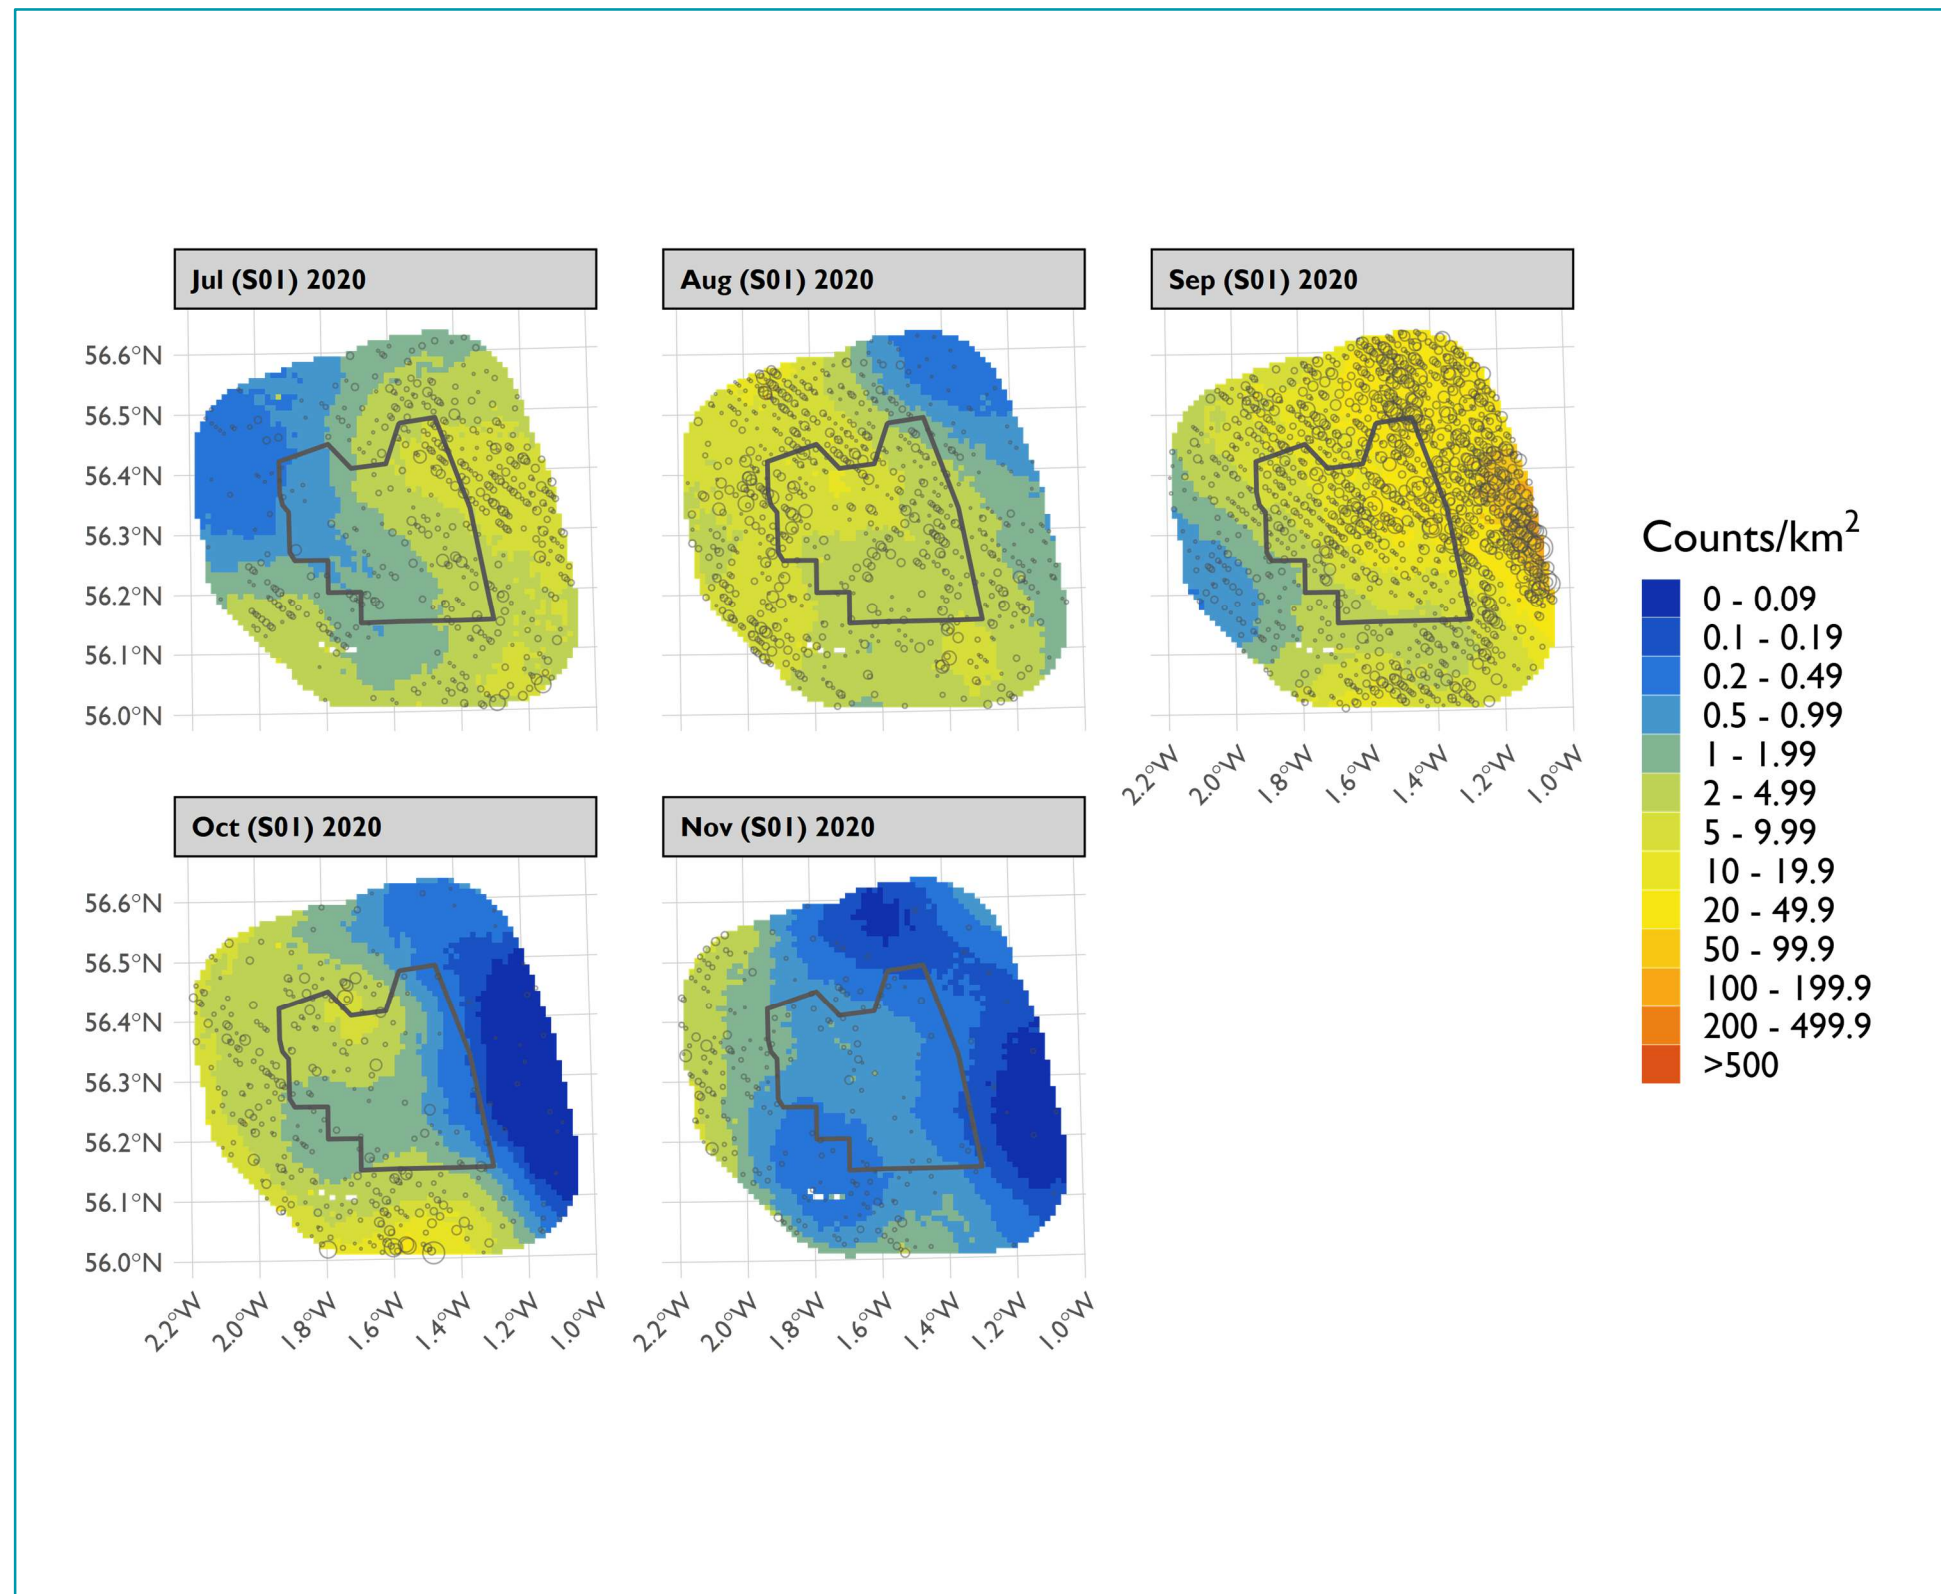 Jul (S01) 2020
Aug (S01) 2020
Sep (S01) 2020
56.6°N
56.5°N
56.4°N
56.3°N
56.2°N
56.1°N
56.0°N
2.2°W 2.0°W 1.8°W 1.6°W 1.4°W 1.2°W 1.0°W
Oct (S01) 2020
Nov (S01) 2020
56.6°N
56.5°N
56.4°N
56.3°N
56.2°N
56.1°N
56.0°N
2.2°W 2.0°W 1.8°W 1.6°W 1.4°W 1.2°W 1.0°W
2.2°W 2.0°W 1.8°W 1.6°W 1.4°W 1.2°W 1.0°W
Counts/km²
0 - 0.09
0.1 - 0.19
0.2 - 0.49
0.5 - 0.99
1 - 1.99
2 - 4.99
5 - 9.99
10 - 19.9
20 - 49.9
50 - 99.9
100 - 199.9
200 - 499.9
>500